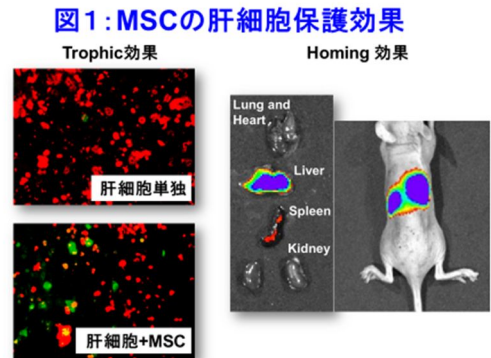 図1:MSCの肝細胞保護効果
Trophic効果
Homing 効果
肝細胞単独
肝細胞+MSC
Lung and
Heart
Liver
Spleen
Kidney